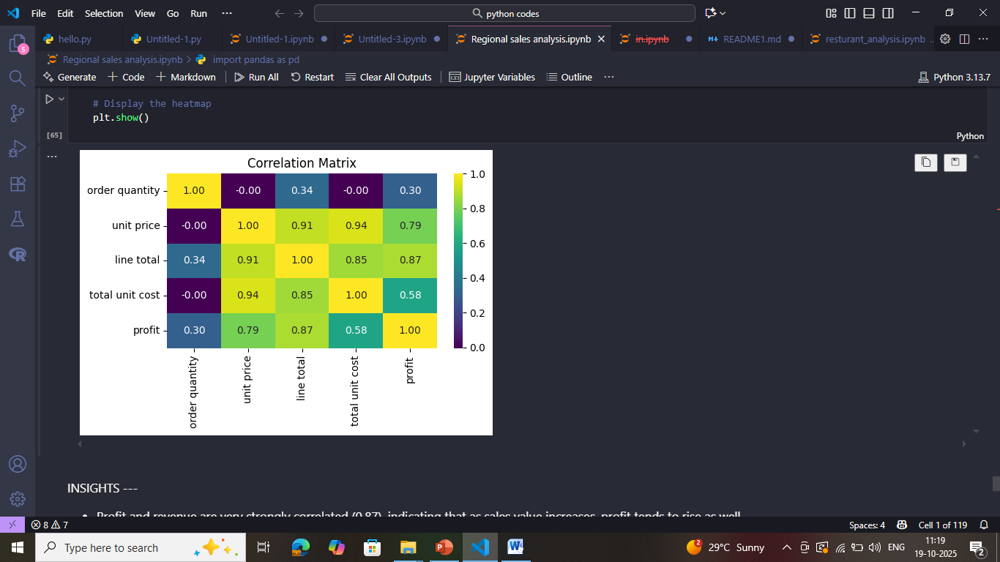 File Edit Selection View Go Run ··· python codes
hello.py Untitled-1.py Untitled-1.ipynb Untitled-3.ipynb Regional sales analysis.ipynb in.ipynb README1.md resturant_analysis.ipynb ...
5
Regional sales analysis.ipynb > import pandas as pd
Generate + Code + Markdown Run All Restart Clear All Outputs Jupyter Variables Outline ··· Python 3.13.7
# Display the heatmap
plt.show()
[65] Python
...
Correlation Matrix
order quantity 1.00 -0.00 0.34 -0.00 0.30
unit price -0.00 1.00 0.91 0.94 0.79
line total 0.34 0.91 1.00 0.85 0.87
total unit cost -0.00 0.94 0.85 1.00 0.58
profit 0.30 0.79 0.87 0.58 1.00
order quantity unit price line total total unit cost profit
1.0
0.8
0.6
0.4
0.2
0.0
INSIGHTS ---
• Profit and revenue are very strongly correlated (0.87), indicating that as sales value increases, profit tends to rise as well.
8 7 Spaces: 4 Cell 1 of 119
Type here to search 2 29°C Sunny ENG 11:19
19-10-2025
2